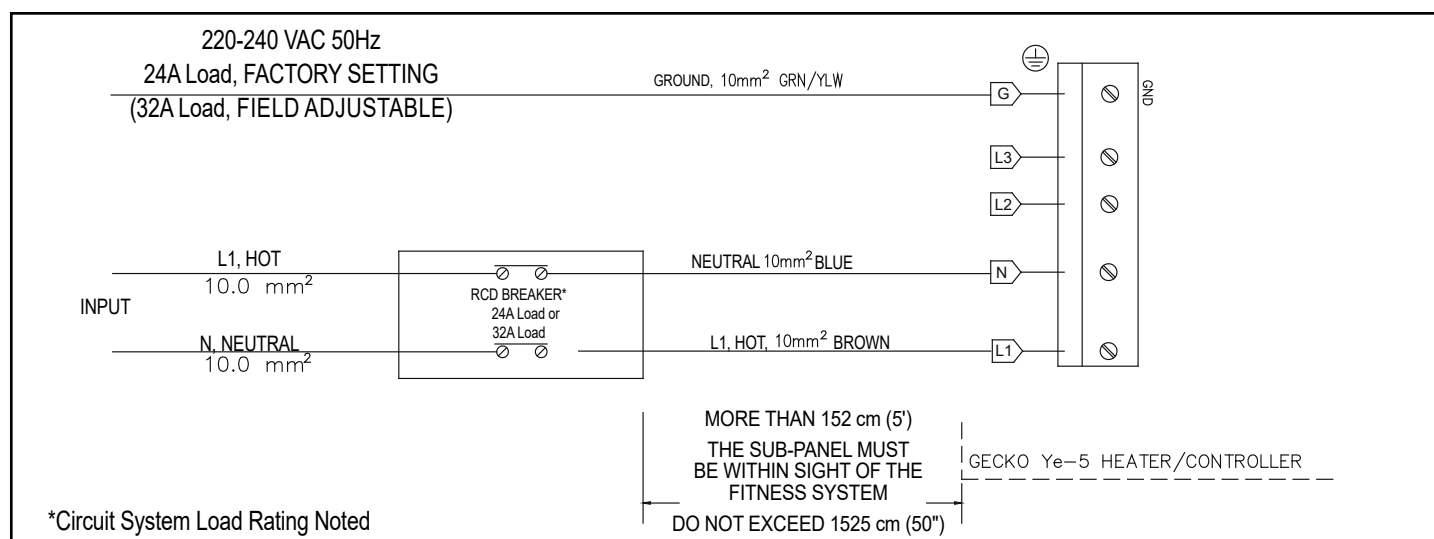 220-240 VAC 50Hz
24A Load, FACTORY SETTING
(32A Load, FIELD ADJUSTABLE)
GROUND, 10mm² GRN/YLW
G
GND
L3
L2
L1, HOT
10.0 mm²
NEUTRAL 10mm² BLUE
N
INPUT
RCD BREAKER*
24A Load or
32A Load
N, NEUTRAL
10.0 mm²
L1, HOT, 10mm² BROWN
L1
MORE THAN 152 cm (5')
THE SUB-PANEL MUST
BE WITHIN SIGHT OF THE
FITNESS SYSTEM
DO NOT EXCEED 1525 cm (50")
GECKO Ye-5 HEATER/CONTROLLER
*Circuit System Load Rating Noted